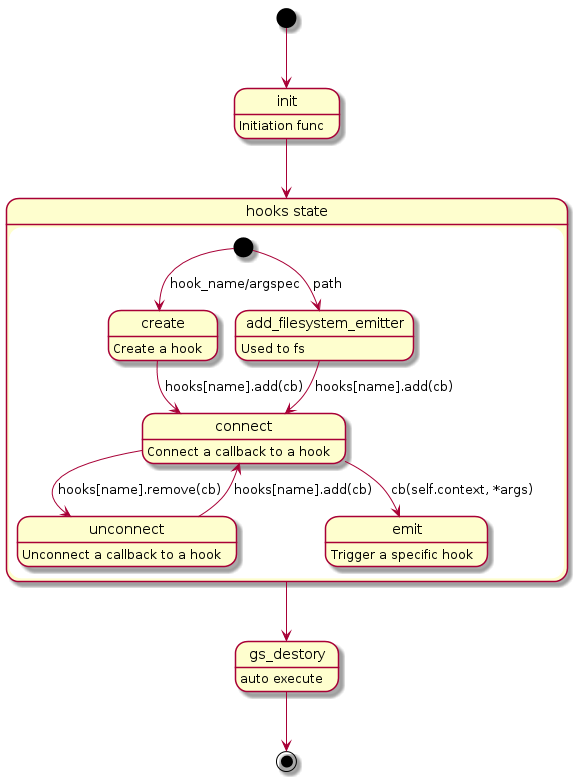 init
Initiation func
hooks state
hook_name/argspec
path
create
Create a hook
add_filesystem_emitter
Used to fs
hooks[name].add(cb)
hooks[name].add(cb)
connect
Connect a callback to a hook
hooks[name].remove(cb)
hooks[name].add(cb)
cb(self.context, *args)
unconnect
Unconnect a callback to a hook
emit
Trigger a specific hook
gs_destory
auto execute